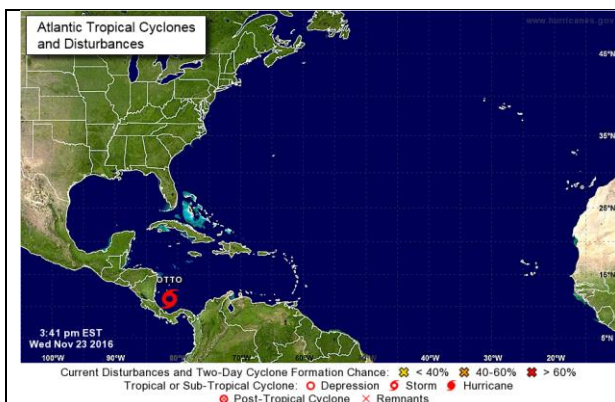 Atlantic Tropical Cyclones
and Disturbances
www.hurricanes.gov
45°N
35°N
25°N
15°N
OTTO
3:41 pm EST
Wed Nov 23 2016
5°N
100°W 90°W 80°W 70°W 60°W 50°W 40°W 30°W 20°W
Current Disturbances and Two-Day Cyclone Formation Chance: < 40% 40-60% > 60%
Tropical or Sub-Tropical Cyclone: Depression Storm Hurricane
Post-Tropical Cyclone Remnants